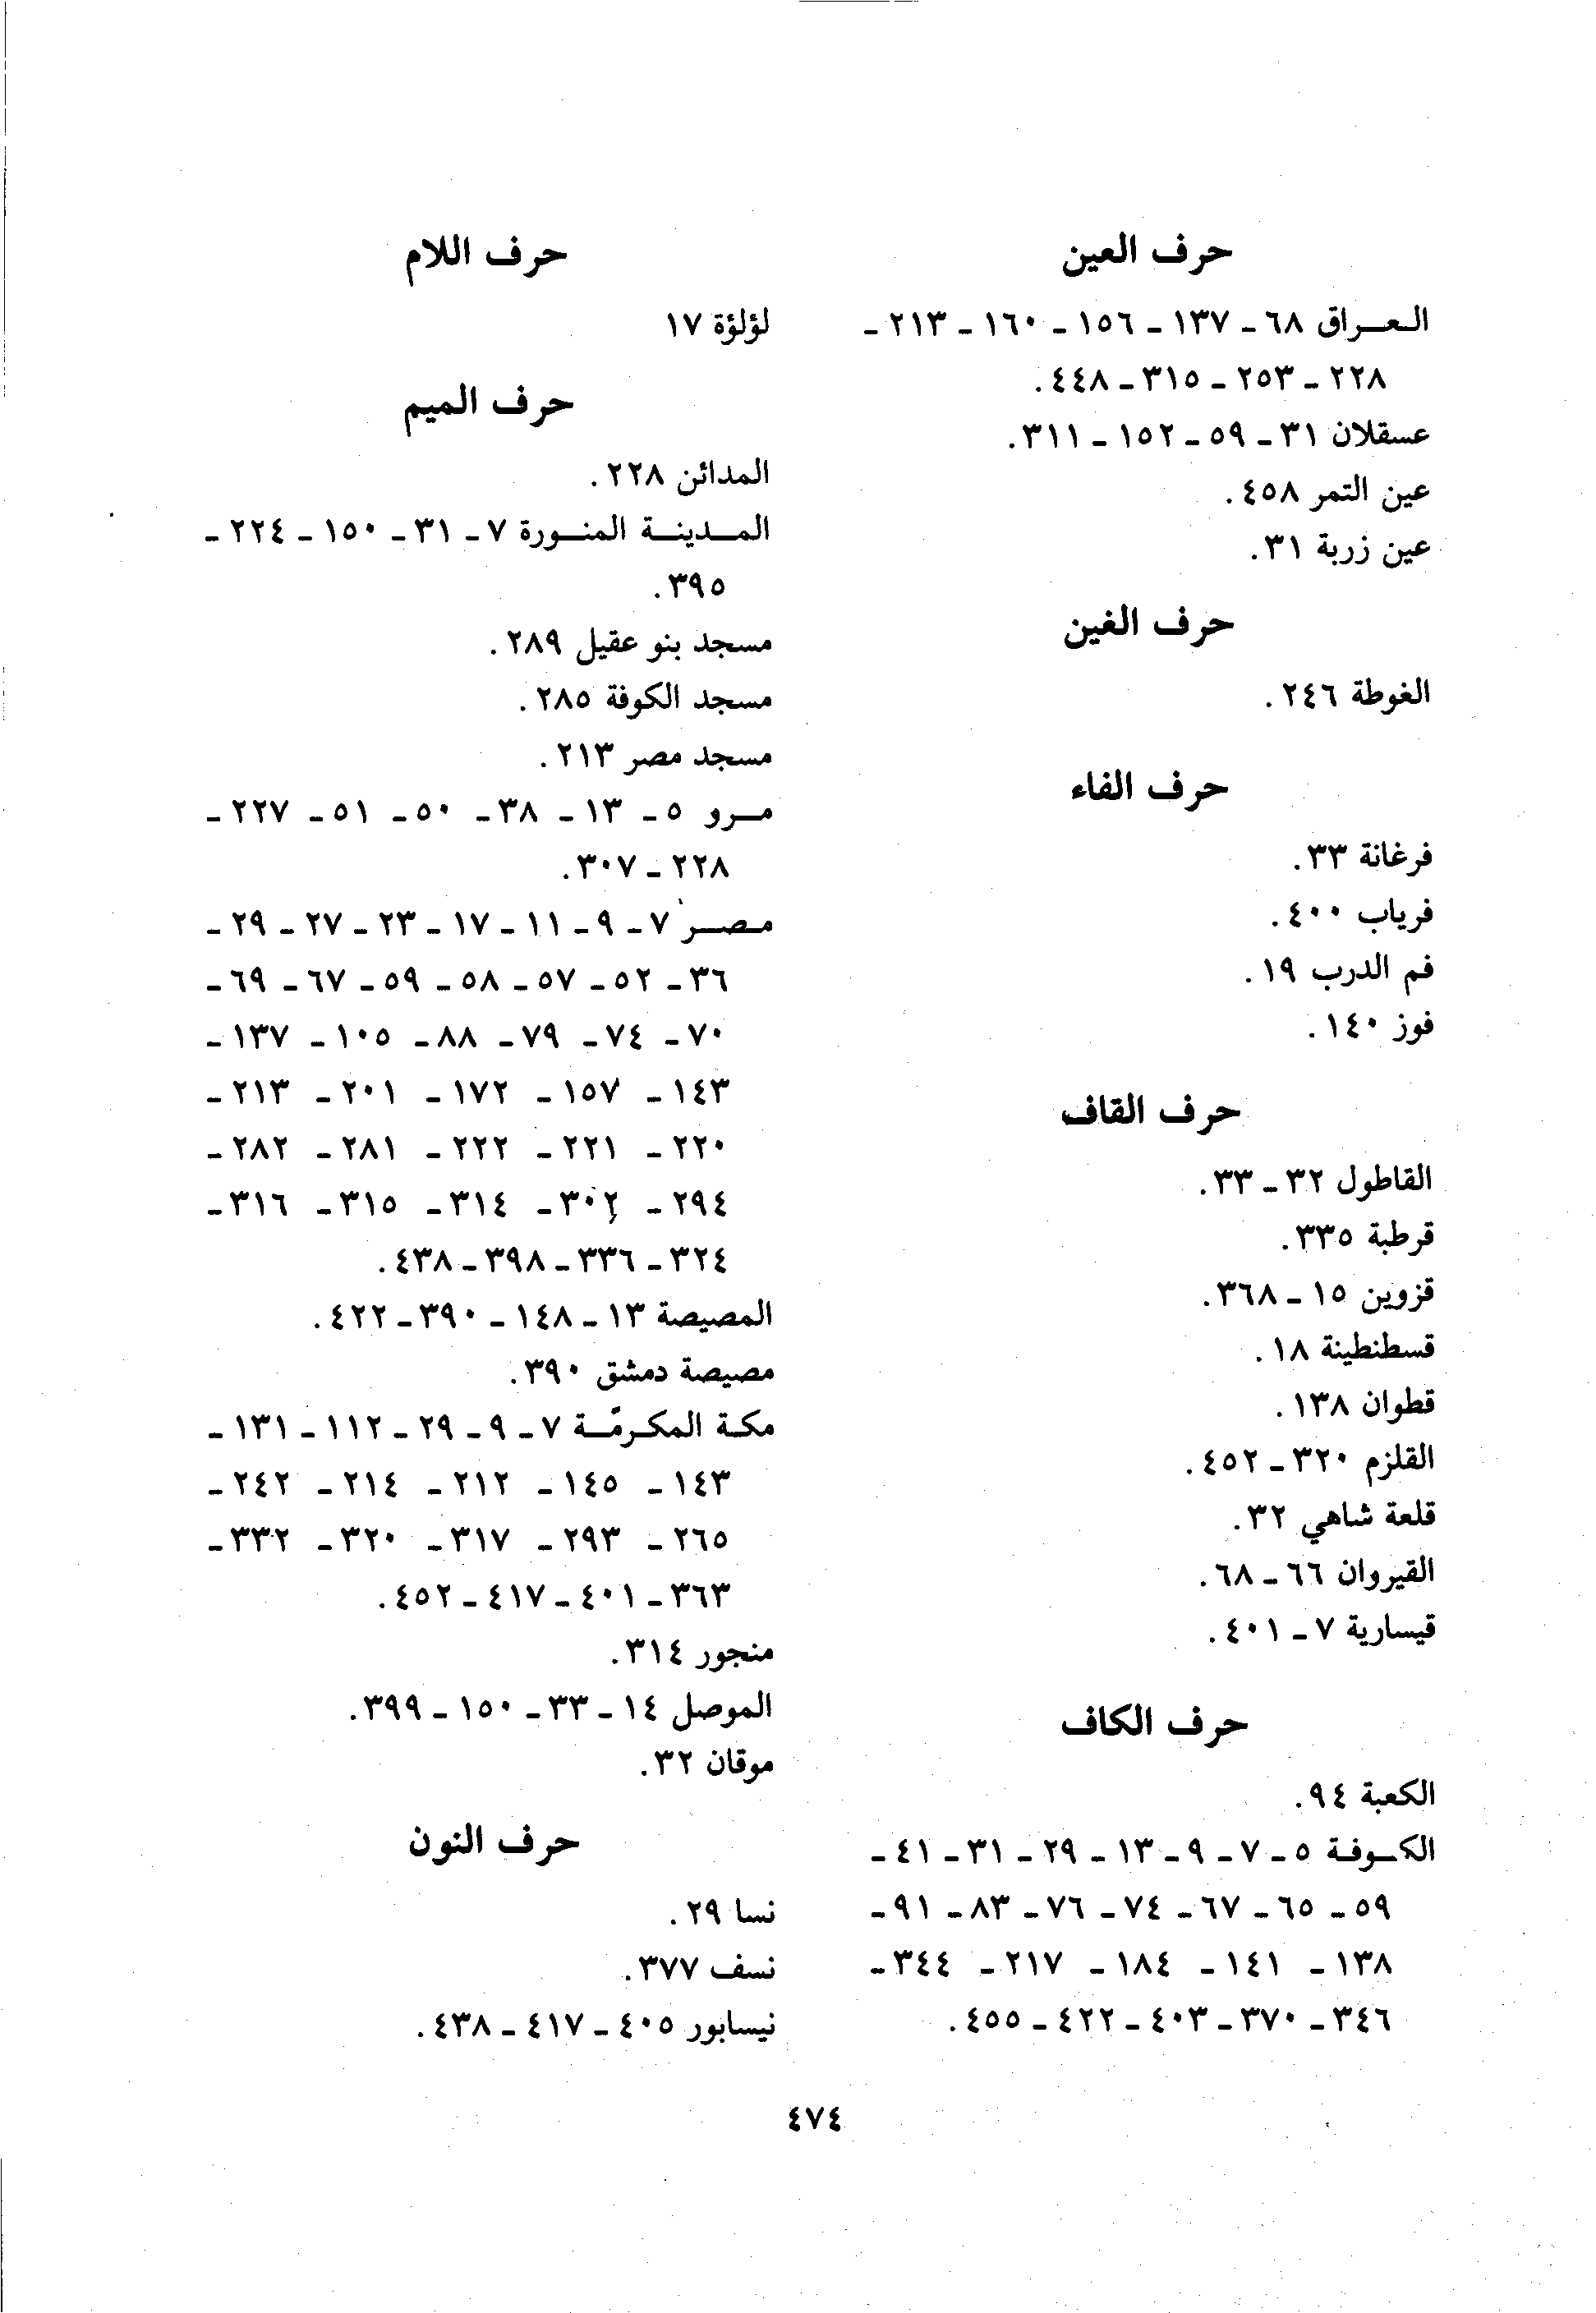 حرف العين
العراق ٦٨ - ١٣٧ - ١٥٦ - ١٦٠ - ٢١٣ -
٢٢٨ - ٢٥٣ - ٣١٥ - ٤٤٨.
عسقلان ٣١ - ٥٩ - ١٥٢ - ٣١١.
عين التمر ٤٥٨.
عين زربة ٣١.
حرف الغين
الغوطة ٢٤٦.
حرف الفاء
فرغانة ٣٣.
فرياب ٤٠٠.
فم الدرب ١٩.
فوز ١٤٠.
حرف القاف
القاطول ٣٢ - ٣٣.
قرطبة ٣٣٥.
قزوين ١٥ - ٣٦٨.
قسطنطينة ١٨.
قطوان ١٣٨.
القلزم ٣٢٠ - ٤٥٢.
قلعة شاهي ٣٢.
القيروان ٦٦ - ٦٨.
قيسارية ٧ - ٤٠١.
حرف الكاف
الكعبة ٩٤.
الكوفة ٥ - ٧ - ٩ - ١٣ - ٢٩ - ٣١ - ٤١ -
٥٩ - ٦٥ - ٦٧ - ٧٤ - ٧٦ - ٨٣ - ٩١ -
١٣٨ - ١٤١ - ١٨٤ - ٢١٧ - ٣٤٤ -
٣٤٦ - ٣٧٠ - ٤٠٣ - ٤٢٢ - ٤٥٥.
حرف اللام
لؤلؤة ١٧
حرف الميم
المدائن ٢٢٨.
المدينة المنورة ٧ - ٣١ - ١٥٠ - ٢٢٤ -
٣٩٥.
مسجد بنو عقيل ٢٨٩.
مسجد الكوفة ٢٨٥.
مسجد مصر ٢١٣.
مرو ٥ - ١٣ - ٣٨ - ٥٠ - ٥١ - ٢٢٧ -
٢٢٨ - ٣٠٧.
مصر ٧ - ٩ - ١١ - ١٧ - ٢٣ - ٢٧ - ٢٩ -
٣٦ - ٥٢ - ٥٧ - ٥٨ - ٥٩ - ٦٧ - ٦٩ -
٧٠ - ٧٤ - ٧٩ - ٨٨ - ١٠٥ - ١٣٧ -
١٤٣ - ١٥٧ - ١٧٢ - ٢٠١ - ٢١٣ -
٢٢٠ - ٢٢١ - ٢٢٢ - ٢٨١ - ٢٨٢ -
٢٩٤ - ٣٠٢ - ٣١٤ - ٣١٥ - ٣١٦ -
٣٢٤ - ٣٣٦ - ٣٩٨ - ٤٣٨.
المصيصة ١٣ - ١٤٨ - ٣٩٠ - ٤٢٢.
مصيصة دمشق ٣٩٠.
مكة المكرمّة ٧ - ٩ - ٢٩ - ١١٢ - ١٣١ -
١٤٣ - ١٤٥ - ٢١٢ - ٢١٤ - ٢٤٢ -
٢٦٥ - ٢٩٣ - ٣١٧ - ٣٢٠ - ٣٣٢ -
٣٦٣ - ٤٠١ - ٤١٧ - ٤٥٢.
منجور ٣١٤.
الموصل ١٤ - ٣٣ - ١٥٠ - ٣٩٩.
موقان ٣٢.
حرف النون
نسا ٢٩.
نسف ٣٧٧.
نيسابور ٤٠٥ - ٤١٧ - ٤٣٨.
٤٧٤